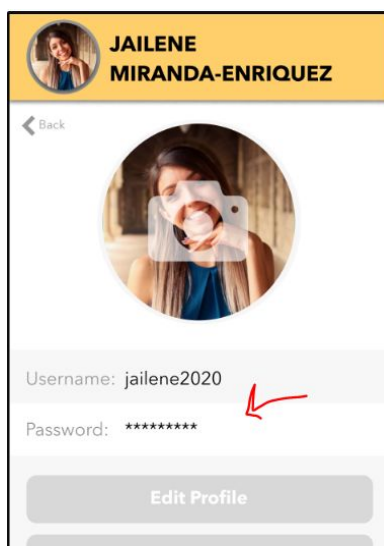 JAILENE
MIRANDA-ENRIQUEZ
Back
Username: jailene2020
Password: *********
Edit Profile